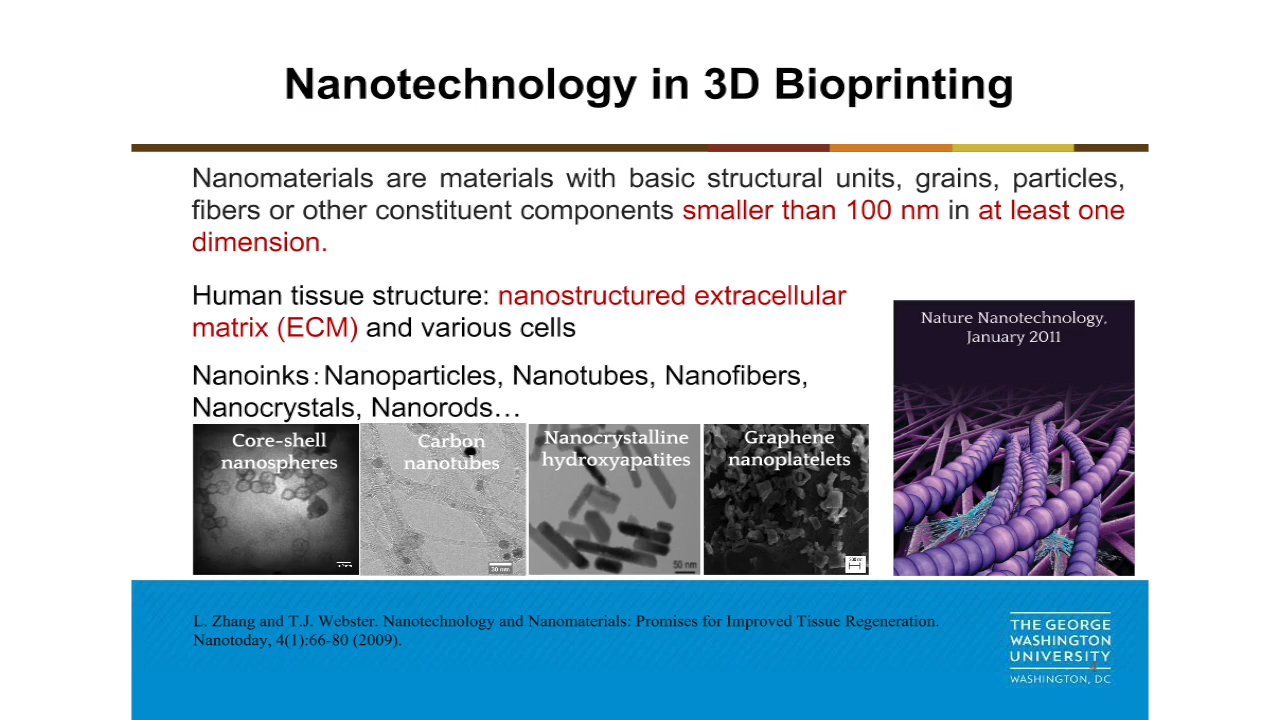 Nanotechnology in 3D Bioprinting
Nanomaterials are materials with basic structural units, grains, particles,
fibers or other constituent components smaller than 100 nm in at least one
dimension.
Human tissue structure: nanostructured extracellular
matrix (ECM) and various cells
Nanoinks:Nanoparticles, Nanotubes, Nanofibers,
Nanocrystals, Nanorods…
Core-shell
nanospheres
Carbon
nanotubes
20 nm
Nanocrystalline
hydroxyapatites
50 nm
Graphene
nanoplatelets
Nature Nanotechnology,
January 2011
L. Zhang and T.J. Webster. Nanotechnology and Nanomaterials: Promises for Improved Tissue Regeneration.
Nanotoday, 4(1):66-80 (2009).
THE GEORGE
WASHINGTON
UNIVERSITY
WASHINGTON, DC